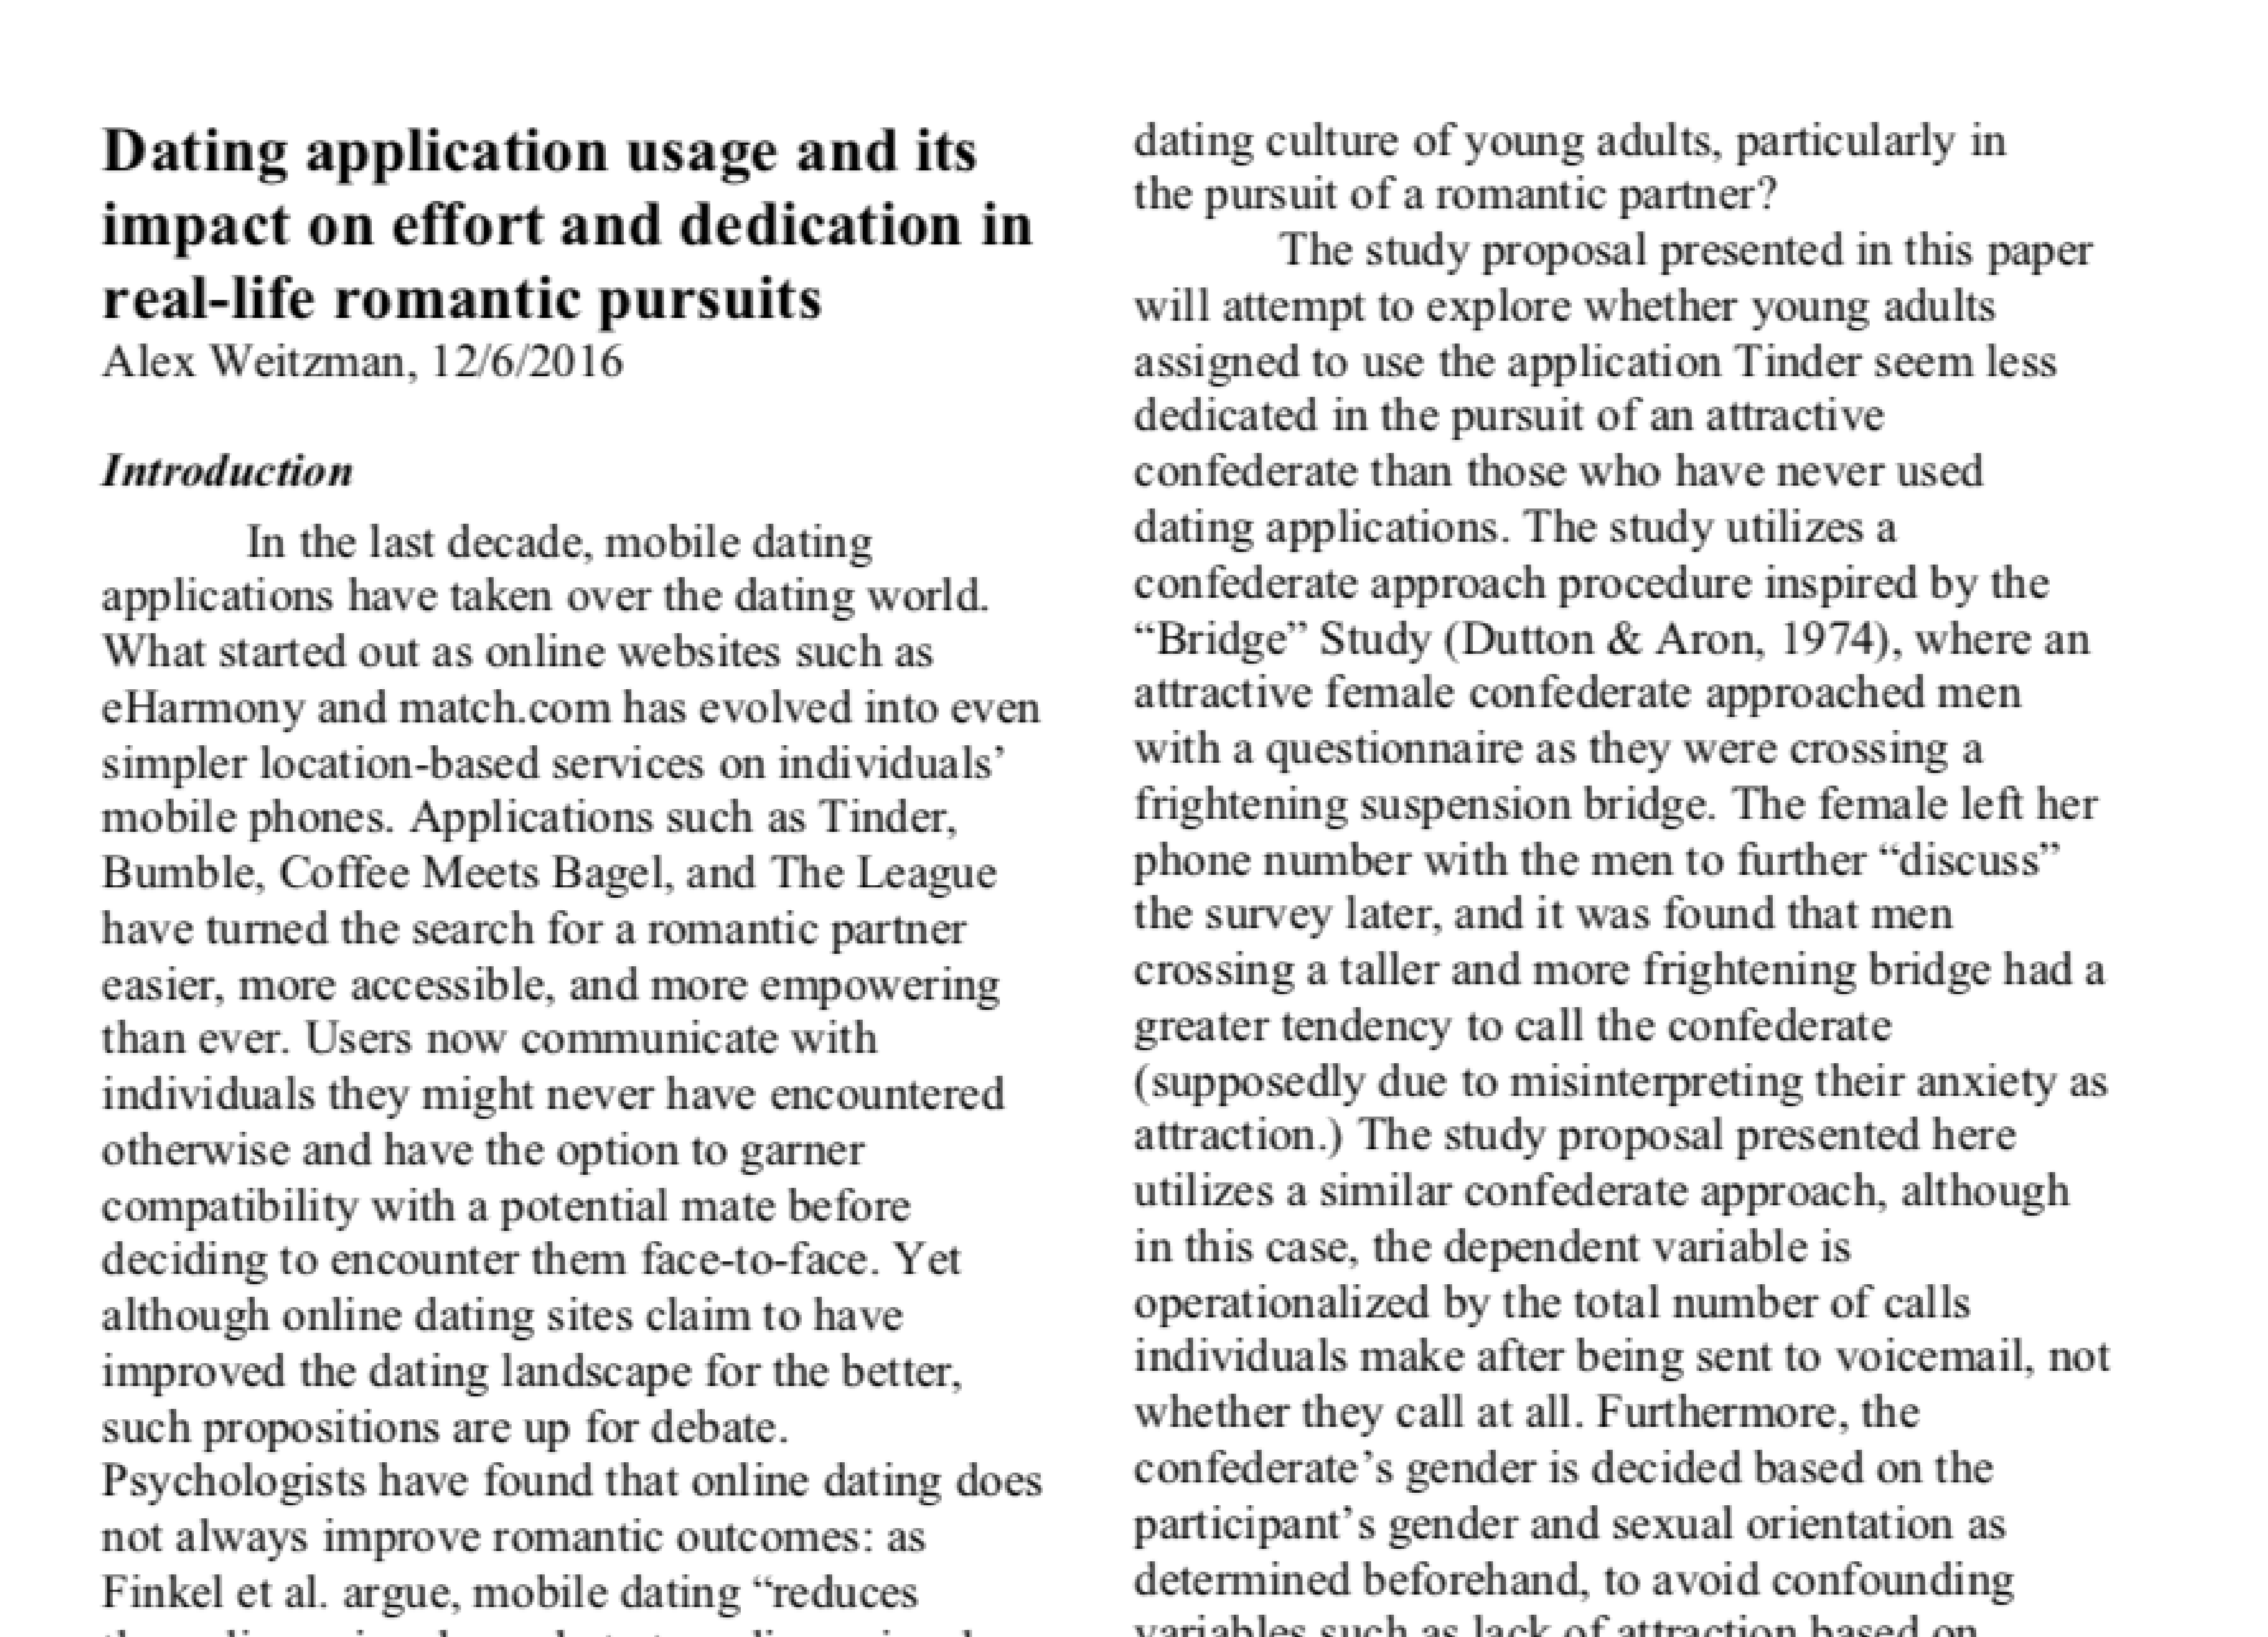 Dating application usage and its
impact on effort and dedication in
real-life romantic pursuits
Alex Weitzman, 12/6/2016
Introduction
In the last decade, mobile dating
applications have taken over the dating world.
What started out as online websites such as
eHarmony and match.com has evolved into even
simpler location-based services on individuals’
mobile phones. Applications such as Tinder,
Bumble, Coffee Meets Bagel, and The League
have turned the search for a romantic partner
easier, more accessible, and more empowering
than ever. Users now communicate with
individuals they might never have encountered
otherwise and have the option to garner
compatibility with a potential mate before
deciding to encounter them face-to-face. Yet
although online dating sites claim to have
improved the dating landscape for the better,
such propositions are up for debate.
Psychologists have found that online dating does
not always improve romantic outcomes: as
Finkel et al. argue, mobile dating “reduces
dating culture of young adults, particularly in
the pursuit of a romantic partner?
The study proposal presented in this paper
will attempt to explore whether young adults
assigned to use the application Tinder seem less
dedicated in the pursuit of an attractive
confederate than those who have never used
dating applications. The study utilizes a
confederate approach procedure inspired by the
“Bridge” Study (Dutton & Aron, 1974), where an
attractive female confederate approached men
with a questionnaire as they were crossing a
frightening suspension bridge. The female left her
phone number with the men to further “discuss”
the survey later, and it was found that men
crossing a taller and more frightening bridge had a
greater tendency to call the confederate
(supposedly due to misinterpreting their anxiety as
attraction.) The study proposal presented here
utilizes a similar confederate approach, although
in this case, the dependent variable is
operationalized by the total number of calls
individuals make after being sent to voicemail, not
whether they call at all. Furthermore, the
confederate’s gender is decided based on the
participant’s gender and sexual orientation as
determined beforehand, to avoid confounding
variables such as lack of attraction based on